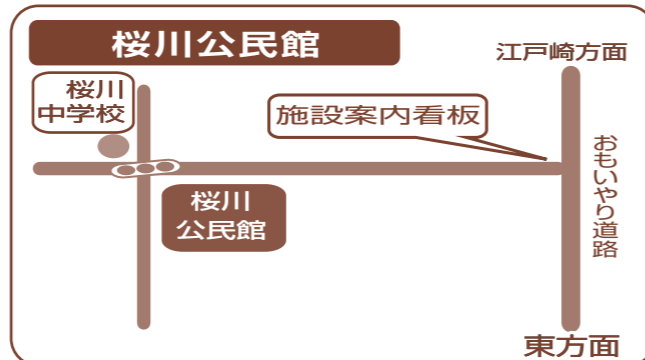 桜川公民館
江戸崎方面
桜川
中学校
施設案内看板
おもいやり道路
桜川
公民館
東方面